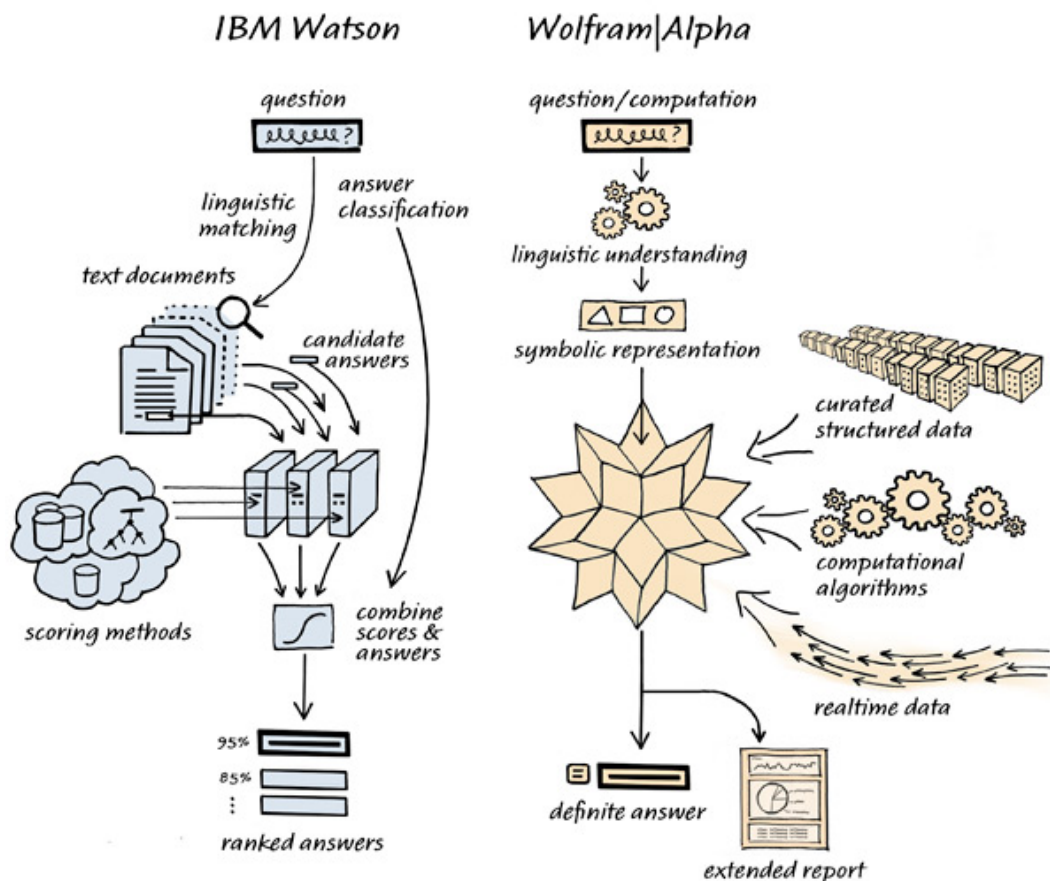 IBM Watson
question
?
linguistic
matching
answer
classification
text documents
candidate
answers
scoring methods
combine
scores &
answers
95%
85%
ranked answers
Wolfram|Alpha
question/computation
?
linguistic understanding
symbolic representation
curated
structured data
computational
algorithms
realtime data
definite answer
extended report